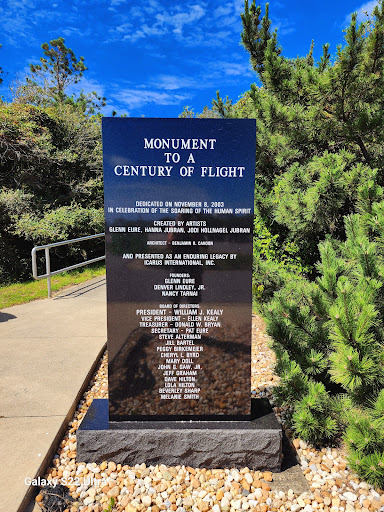 MONUMENT
TO A
CENTURY OF FLIGHT
DEDICATED ON NOVEMBER 8, 2003
IN CELEBRATION OF THE SOARING OF THE HUMAN SPIRIT
CREATED BY ARTISTS
GLENN EURE, HANNA JUBRAN, JODI HOLLNAGEL JUBRAN
ARCHITECT - BENJAMIN B. CAHOON
AND PRESENTED AS AN ENDURING LEGACY BY
ICARUS INTERNATIONAL, INC.
FOUNDERS:
GLENN EURE
DENVER LINDLEY, JR.
NANCY TARNAI
BOARD OF DIRECTORS:
PRESIDENT - WILLIAM J. KEALY
VICE PRESIDENT - ELLEN KEALY
TREASURER - DONALD W. BRYAN
SECRETARY - PAT EURE
STEVE ALTERMAN
JILL BARTEL
PEGGY BIRKEMEIER
CHERYL C. BYRD
MARY DOLL
JOHN G. GAW, JR.
JEFF GRAHAM
DAVE HILTON
LOLA HILTON
BEVERLEY SHARP
MELANIE SMITH
Galaxy S22 Ultra